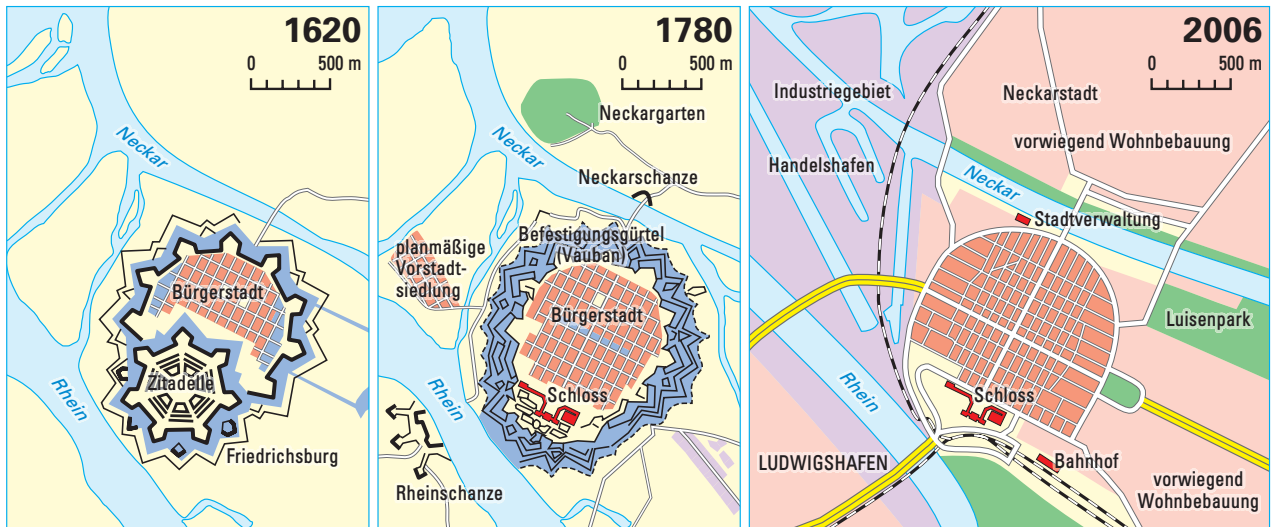 1620
0 500 m
Neckar
Bürgerstadt
Zitadelle
Rhein
Friedrichsburg
1780
0 500 m
Neckargarten
Neckar
Neckarschanze
Befestigungsgürtel
(Vauban)
planmäßige
Vorstadt-
siedlung
Bürgerstadt
Schloss
Rhein
Rheinschanze
2006
0 500 m
Industriegebiet
Neckarstadt
vorwiegend Wohnbebauung
Handelshafen
Neckar
Stadtverwaltung
Luisenpark
Rhein
Schloss
LUDWIGSHAFEN
Bahnhof
vorwiegend
Wohnbebauung